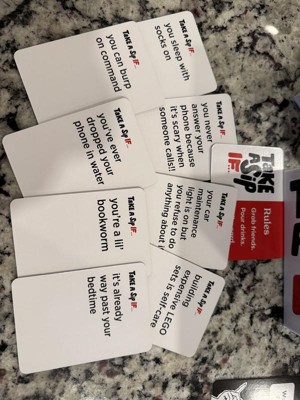 TAKE A SIP IF...
you can burp
on command
TAKE A SIP IF...
you sleep with
socks on
TAKE A SIP IF...
you've ever
dropped your
phone in water
TAKE A SIP IF...
you never
answer your
phone because
it's scary when
someone calls!!
TAKE A SIP IF...
you're a lil'
bookworm
TAKE A SIP IF...
your car
maintenance
light is on but
you refuse to do
anything about
TAKE A SIP IF...
it's already
way past your
bedtime
TAKE A SIP IF...
building
expensive LEGO
sets is self-care
TAKE
A SIP
IF...
Rules
Grab friends.
Pour drinks.